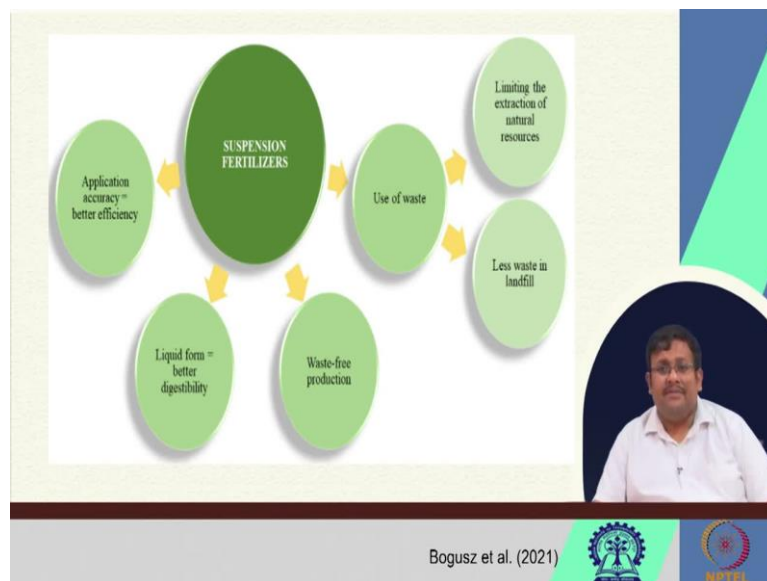 SUSPENSION
FERTILIZERS
Application
accuracy =
better efficiency
Liquid form =
better
digestibility
Waste-free
production
Use of waste
Limiting the
extraction of
natural
resources
Less waste in
landfill
Bogusz et al. (2021)
NPTEL